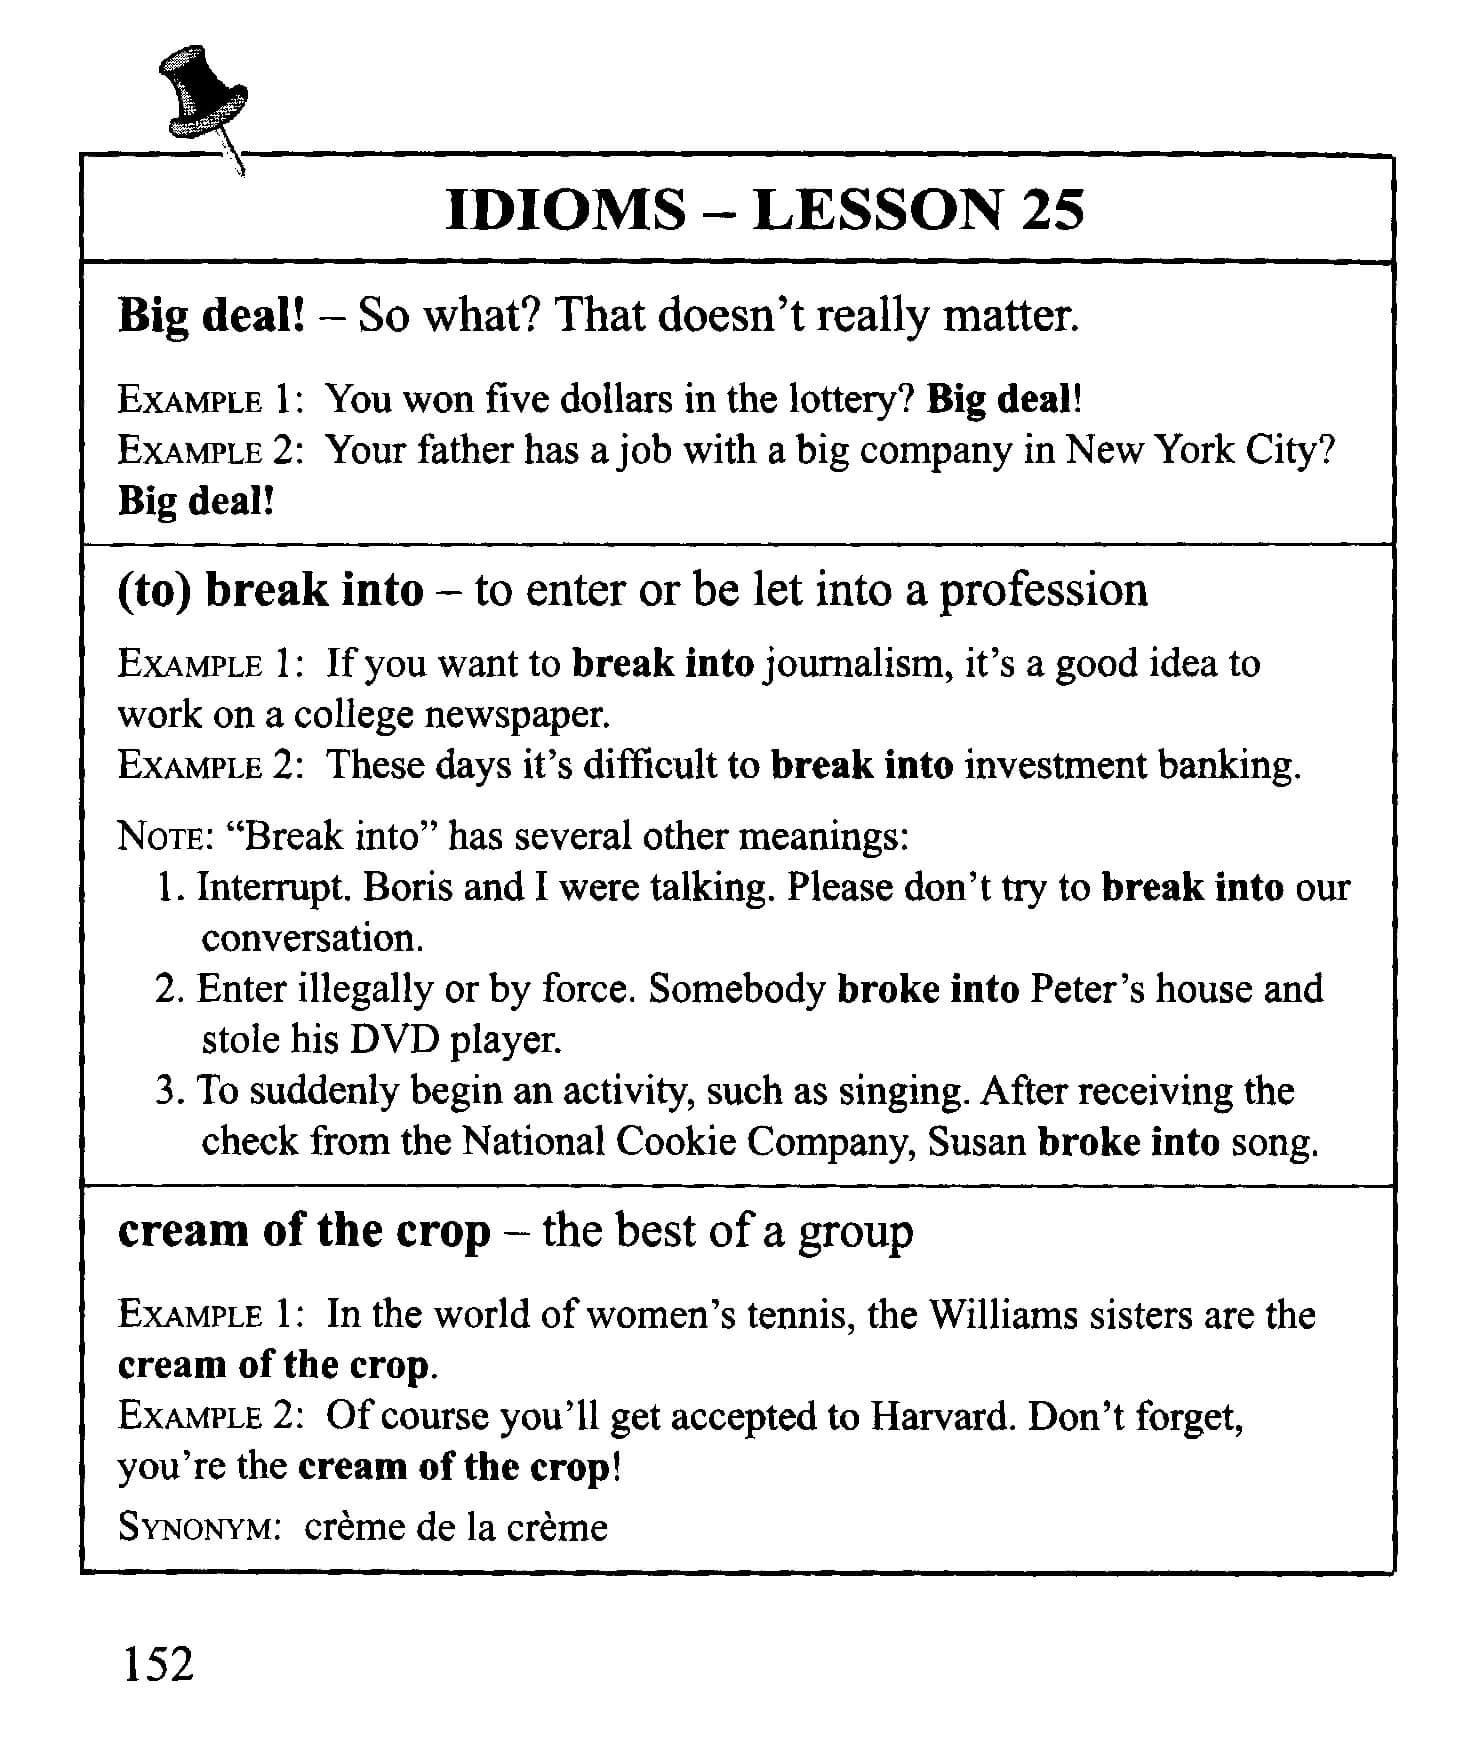 IDIOMS – LESSON 25
Big deal! – So what? That doesn't really matter.
EXAMPLE 1: You won five dollars in the lottery? Big deal!
EXAMPLE 2: Your father has a job with a big company in New York City?
Big deal!
(to) break into – to enter or be let into a profession
EXAMPLE 1: If you want to break into journalism, it's a good idea to
work on a college newspaper.
EXAMPLE 2: These days it's difficult to break into investment banking.
NOTE: “Break into” has several other meanings:
1. Interrupt. Boris and I were talking. Please don't try to break into our
conversation.
2. Enter illegally or by force. Somebody broke into Peter's house and
stole his DVD player.
3. To suddenly begin an activity, such as singing. After receiving the
check from the National Cookie Company, Susan broke into song.
cream of the crop – the best of a group
EXAMPLE 1: In the world of women's tennis, the Williams sisters are the
cream of the crop.
EXAMPLE 2: Of course you'll get accepted to Harvard. Don't forget,
you're the cream of the crop!
SYNONYM: crème de la crème
152